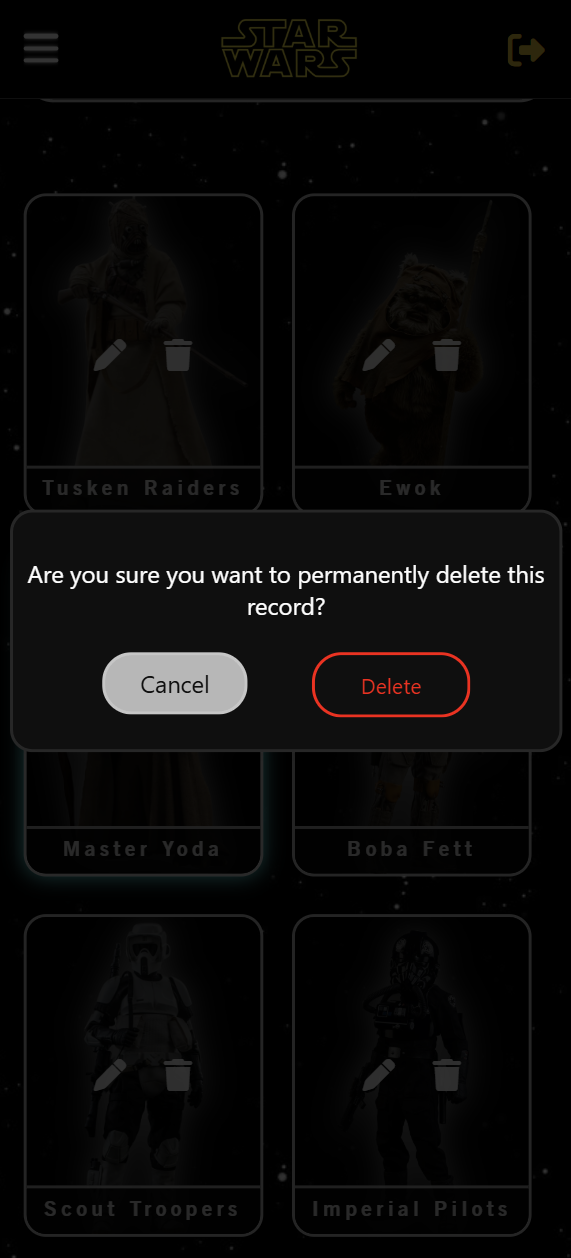 STAR
WARS
Tusken Raiders
Ewok
Are you sure you want to permanently delete this
record?
Cancel
Delete
Master Yoda
Boba Fett
Scout Troopers
Imperial Pilots